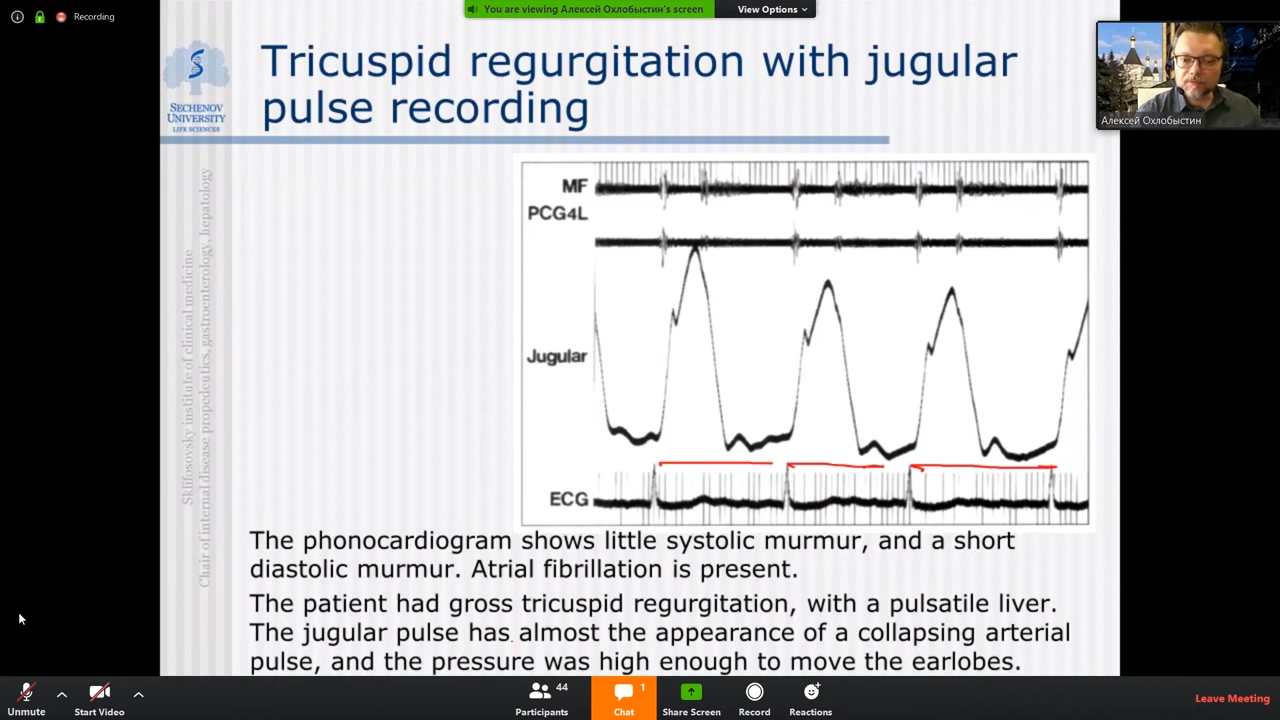 Recording
You are viewing Алексей Охлобыстин's screen
View Options
Алексей Охлобыстин
SECHENOV
UNIVERSITY
LIFE SCIENCES
Tricuspid regurgitation with jugular
pulse recording
Sklifosovsky institute of clinical medicine
Chair of internal disease propedeutics, gastroenterology, hepatology
MF
PCG4L
Jugular
ECG
The phonocardiogram shows little systolic murmur, and a short
diastolic murmur. Atrial fibrillation is present.
The patient had gross tricuspid regurgitation, with a pulsatile liver.
The jugular pulse has almost the appearance of a collapsing arterial
pulse, and the pressure was high enough to move the earlobes.
Unmute
Start Video
44
Participants
1
Chat
Share Screen
Record
Reactions
Leave Meeting